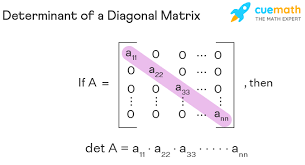 Determinant of a Diagonal Matrix
cuemath
THE MATH EXPERT
a₁₁ 0 0 ... 0
0 a₂₂ 0 ... 0
If A = 0 0 a₃₃ ... 0 , then
⋮ ⋮ ⋮ ⋮
0 0 0 ... aₙₙ
det A = a₁₁ · a₂₂ · a₃₃ · · · · · aₙₙ